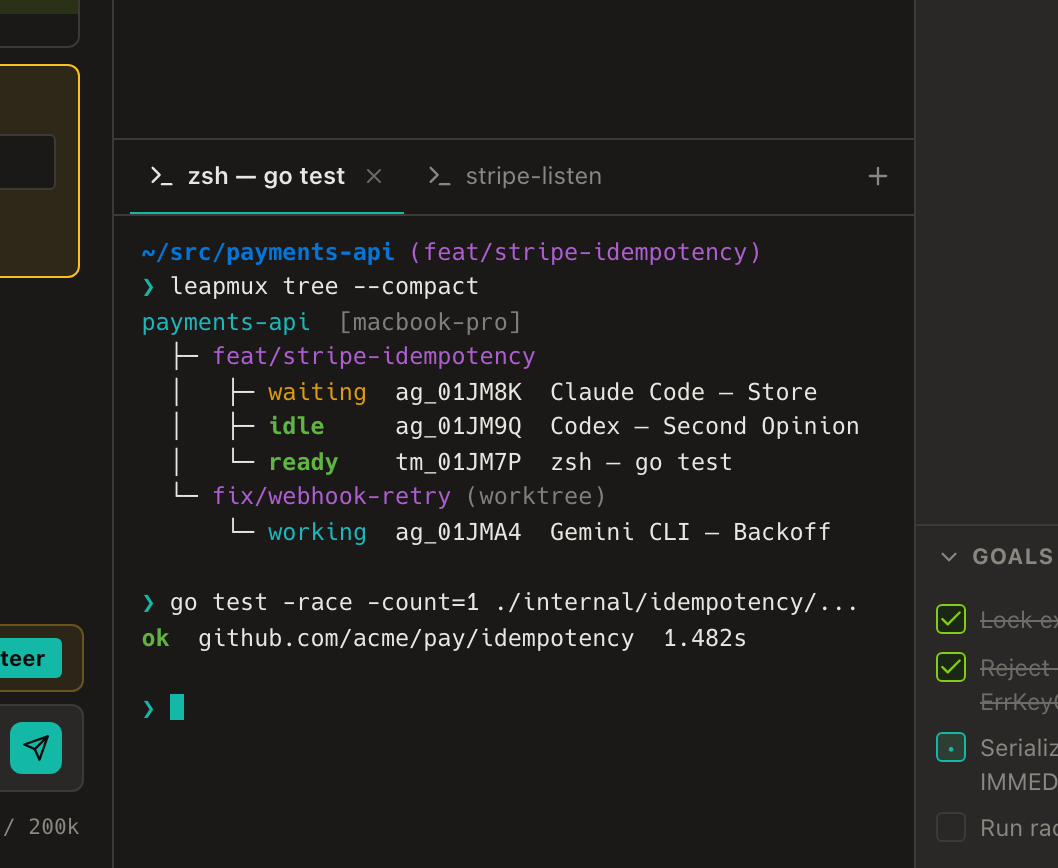 zsh — go test
stripe-listen
~/src/payments-api (feat/stripe-idempotency)
❯ leapmux tree --compact
payments-api  [macbook-pro]
├─ feat/stripe-idempotency
│  ├─ waiting  ag_01JM8K  Claude Code — Store
│  ├─ idle  ag_01JM9Q  Codex — Second Opinion
│  └─ ready  tm_01JM7P  zsh — go test
└─ fix/webhook-retry (worktree)
└─ working  ag_01JMA4  Gemini CLI — Backoff
❯ go test -race -count=1 ./internal/idempotency/...
ok  github.com/acme/pay/idempotency  1.482s
❯
teer
/ 200k
GOALS
Lock ex
Reject
ErrKey
Serializ
IMMED
Run rac